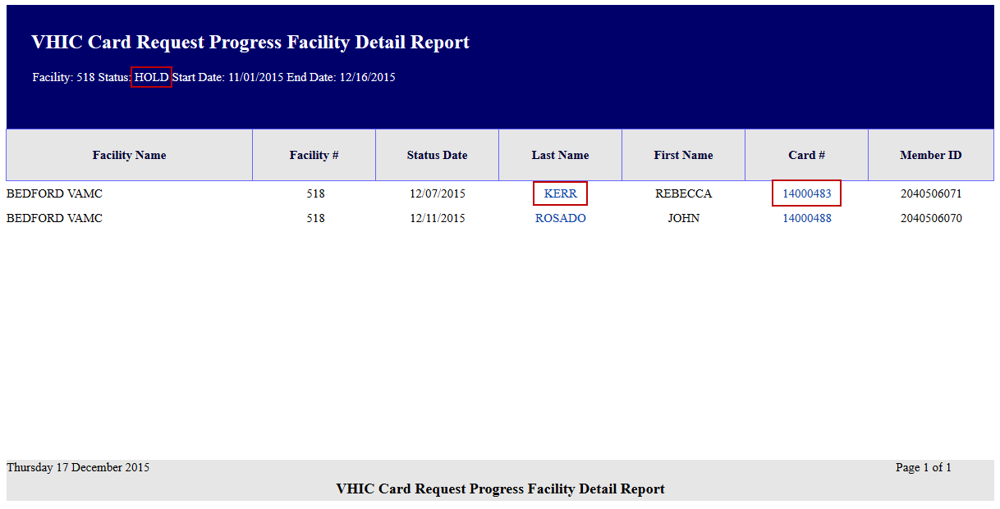 VHIC Card Request Progress Facility Detail Report
Facility: 518 Status: HOLD Start Date: 11/01/2015 End Date: 12/16/2015
Facility Name Facility # Status Date Last Name First Name Card # Member ID
BEDFORD VAMC 518 12/07/2015 KERR REBECCA 14000483 2040506071
BEDFORD VAMC 518 12/11/2015 ROSADO JOHN 14000488 2040506070
Thursday 17 December 2015 Page 1 of 1
VHIC Card Request Progress Facility Detail Report